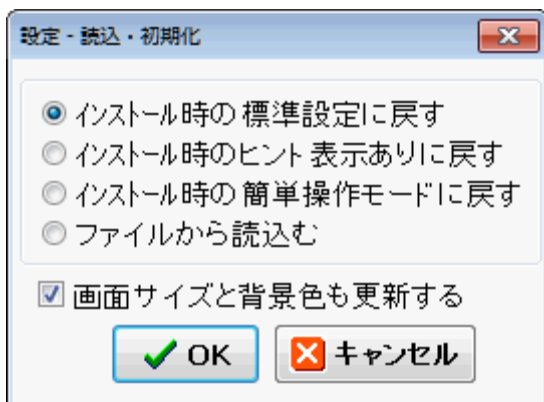 設定 - 読込・初期化
インストール時の標準設定に戻す
インストール時のヒント表示ありに戻す
インストール時の簡単操作モードに戻す
ファイルから読込む
画面サイズと背景色も更新する
OK キャンセル